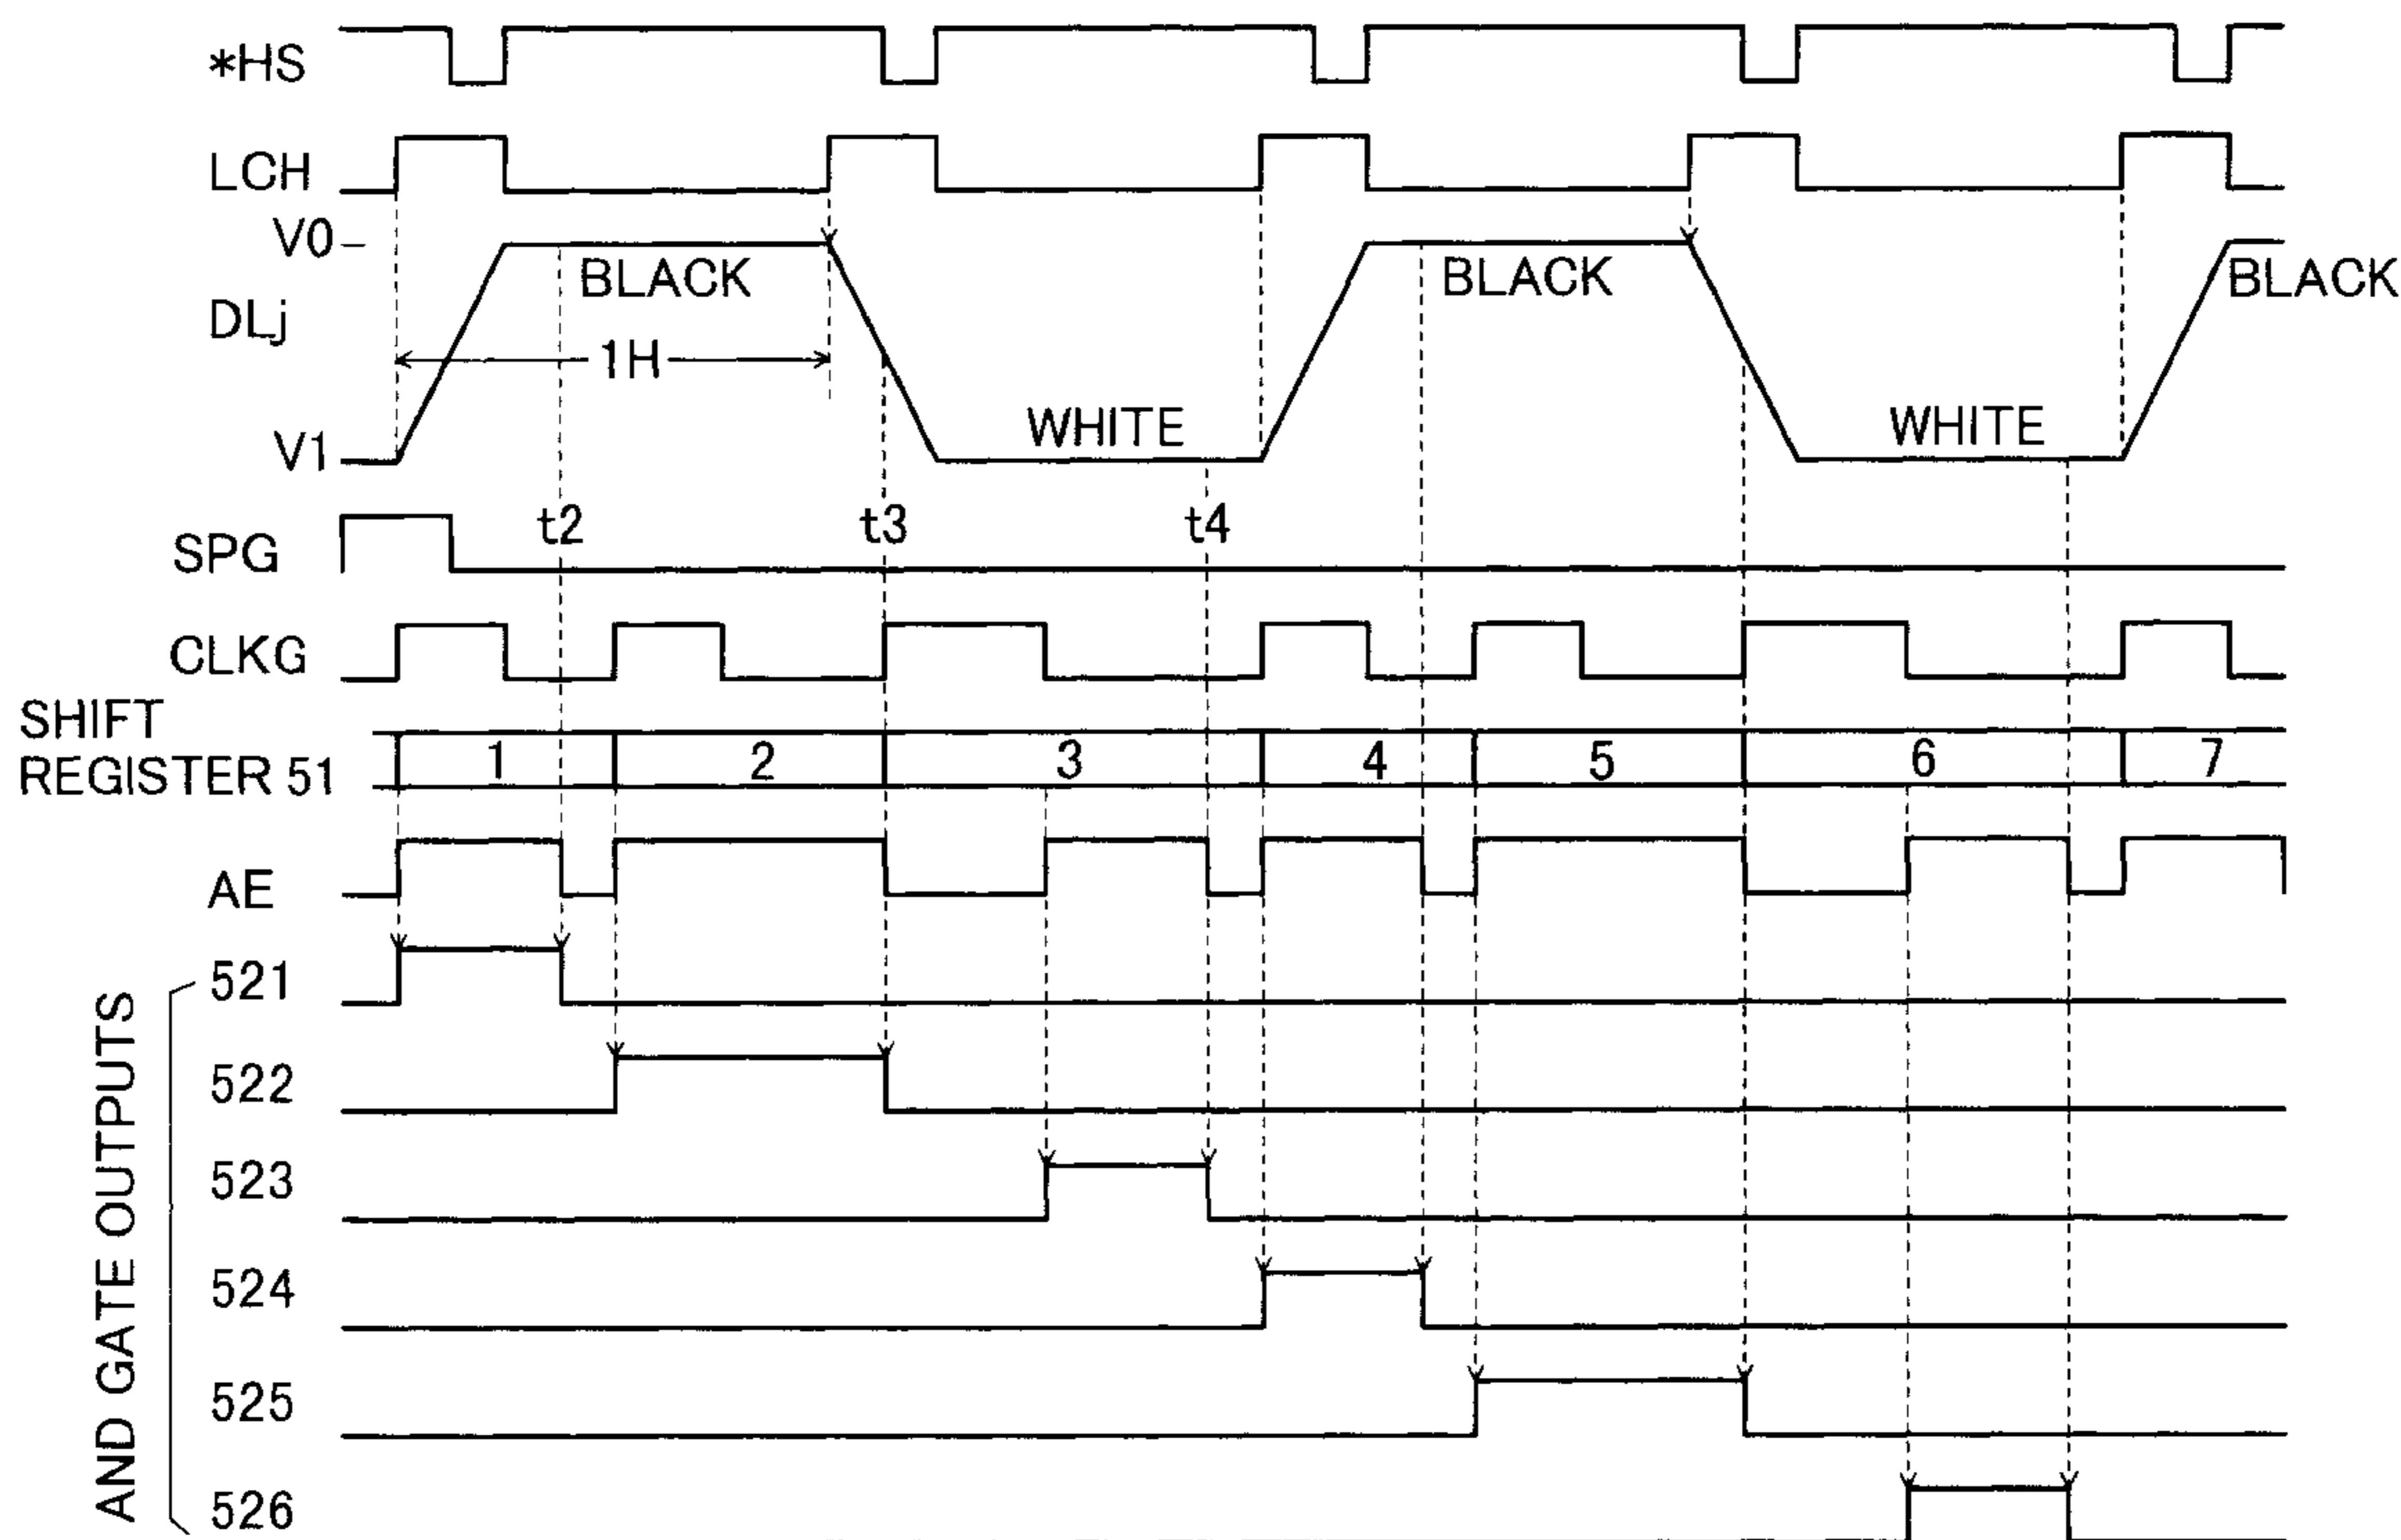 *HS
LCH
V0
BLACK
BLACK
BLACK
DLj
1H
WHITE
WHITE
V1
t2
t3
t4
SPG
CLKG
SHIFT
REGISTER 51
1
2
3
4
5
6
7
AE
AND GATE OUTPUTS
521
522
523
524
525
526